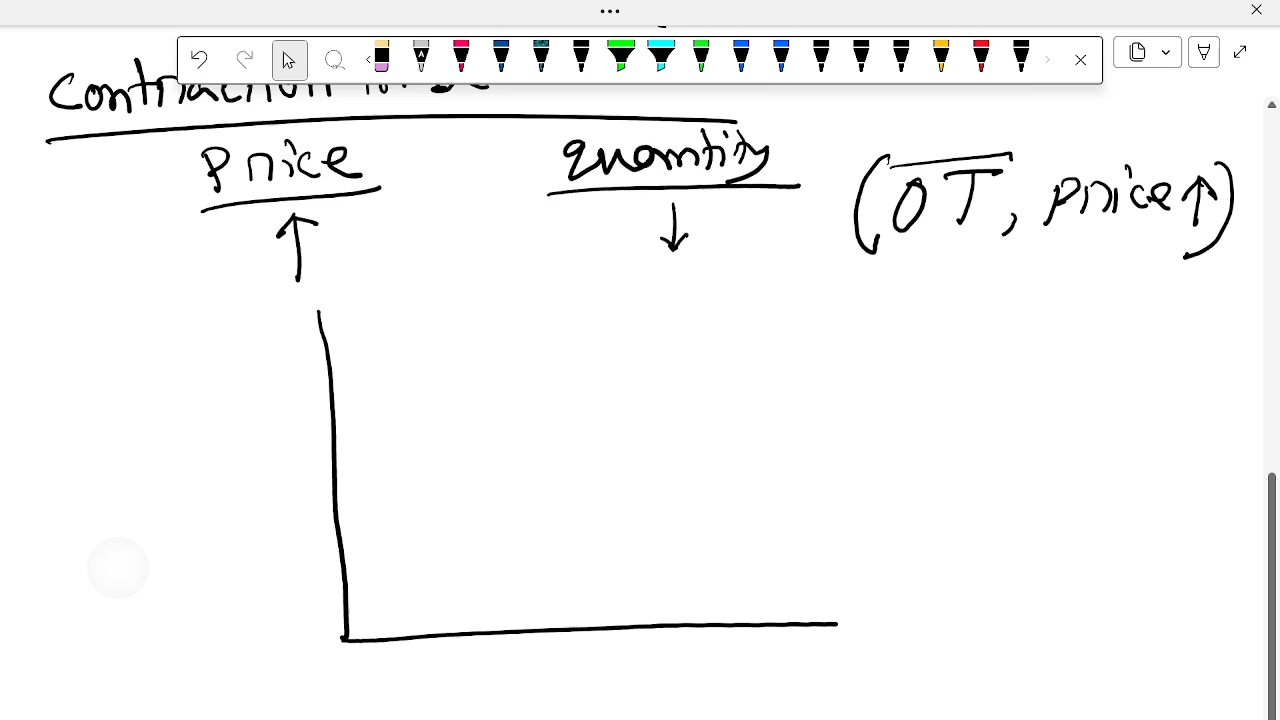 Contraction
Price quantity (OT, price↑)
↑ ↓